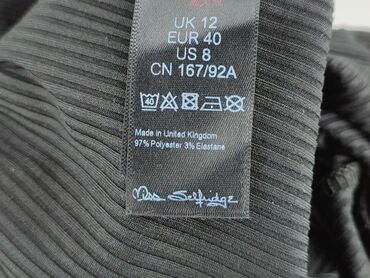 UK 12
EUR 40
US 8
CN 167/92A
40
Made in United Kingdom
97% Polyester 3% Elastane
Miss Selfridge